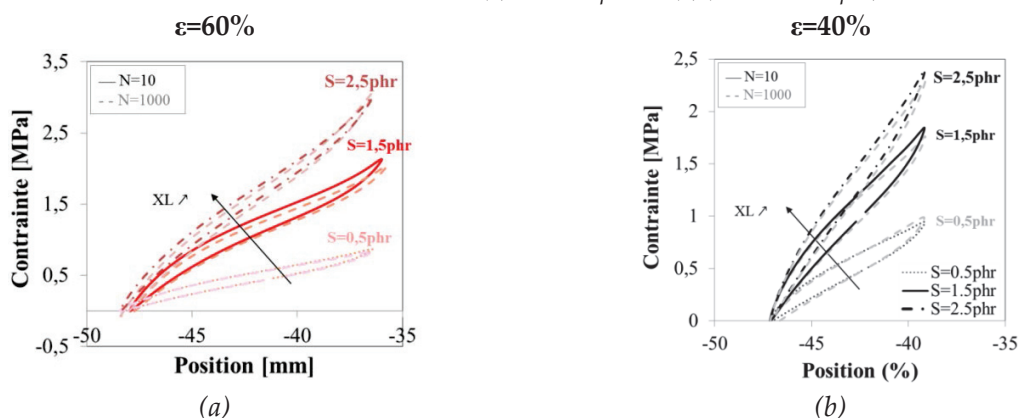 ε=60%
3,5
N=10
N=1000
S=2,5phr
2,5
S=1,5phr
1,5
XL ↗
S=0,5phr
0,5
-0,5
-50
-45
-40
-35
Contrainte [MPa]
Position [mm]
(a)
ε=40%
2,5
N=10
N=1000
S=2,5phr
2
S=1,5phr
1,5
1
XL ↗
S=0,5phr
0,5
S=0.5phr
S=1.5phr
S=2.5phr
0
-50
-45
-40
-35
Contrainte [MPa]
Position (%)
(b)